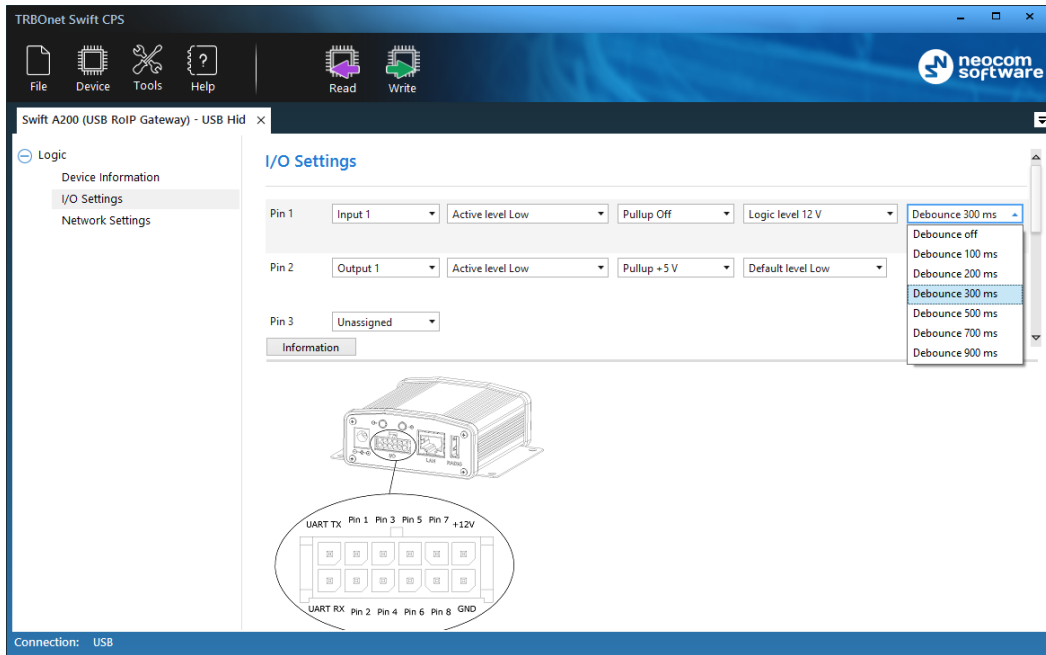 TRBOnet Swift CPS
File Device Tools Help Read Write
neocom
software
Swift A200 (USB RoIP Gateway) - USB Hid
Logic
Device Information
I/O Settings
Network Settings
I/O Settings
Pin 1 Input 1 Active level Low Pullup Off Logic level 12 V Debounce 300 ms
Debounce off
Debounce 100 ms
Debounce 200 ms
Debounce 300 ms
Debounce 500 ms
Debounce 700 ms
Debounce 900 ms
Pin 2 Output 1 Active level Low Pullup +5 V Default level Low
Pin 3 Unassigned
Information
I/O LAN
UART TX Pin 1 Pin 3 Pin 5 Pin 7 +12V
UART RX Pin 2 Pin 4 Pin 6 Pin 8 GND
Connection: USB